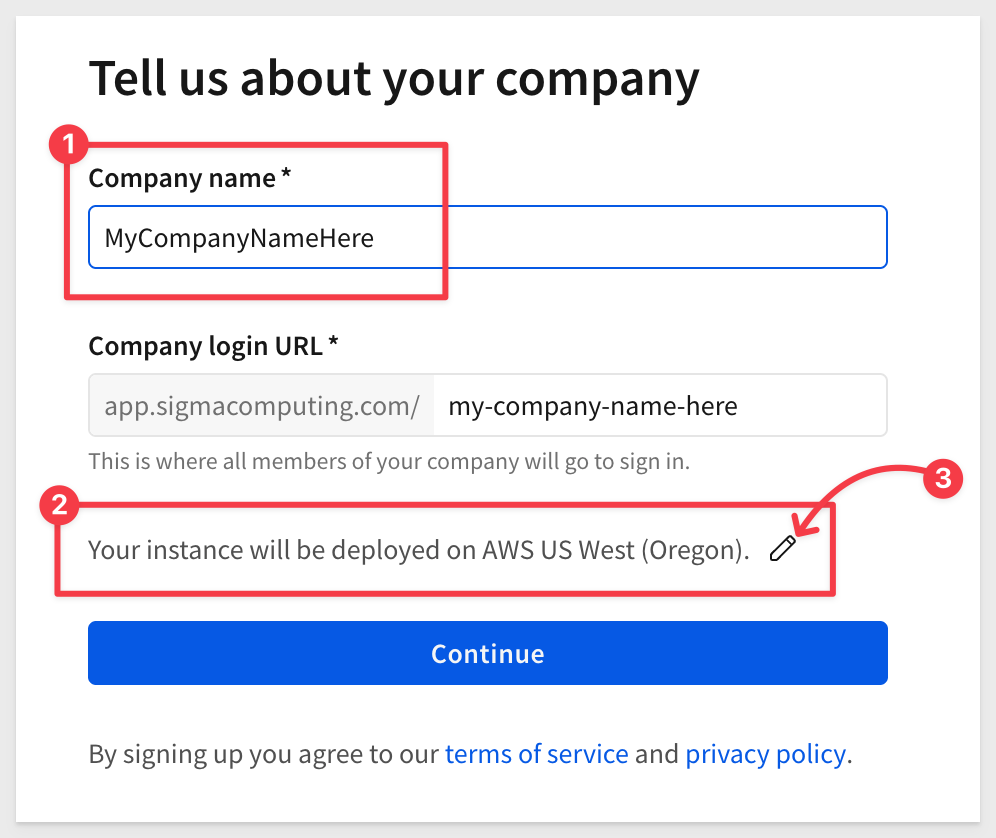 Tell us about your company
1
Company name *
MyCompanyNameHere
Company login URL *
app.sigmacomputing.com/ my-company-name-here
This is where all members of your company will go to sign in.
3
2
Your instance will be deployed on AWS US West (Oregon).
Continue
By signing up you agree to our terms of service and privacy policy.